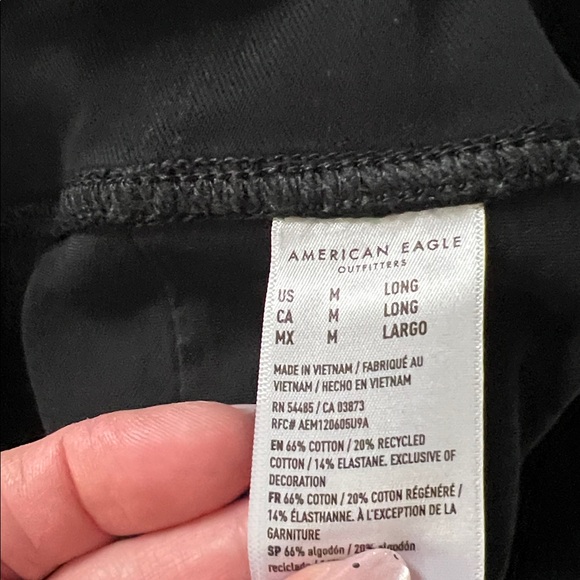 AMERICAN EAGLE
OUTFITTERS
US M LONG
CA M LONG
MX M LARGO
MADE IN VIETNAM / FABRIQUÉ AU
VIETNAM / HECHO EN VIETNAM
RN 54485 / CA 03873
RFC# AEM120605U9A
EN 66% COTTON / 20% RECYCLED
COTTON / 14% ELASTANE. EXCLUSIVE OF
DECORATION
FR 66% COTON / 20% COTON RÉGÉNÉRÉ /
14% ÉLASTHANNE. À L'EXCEPTION DE LA
GARNITURE
SP 66% algodón / 20% algodón